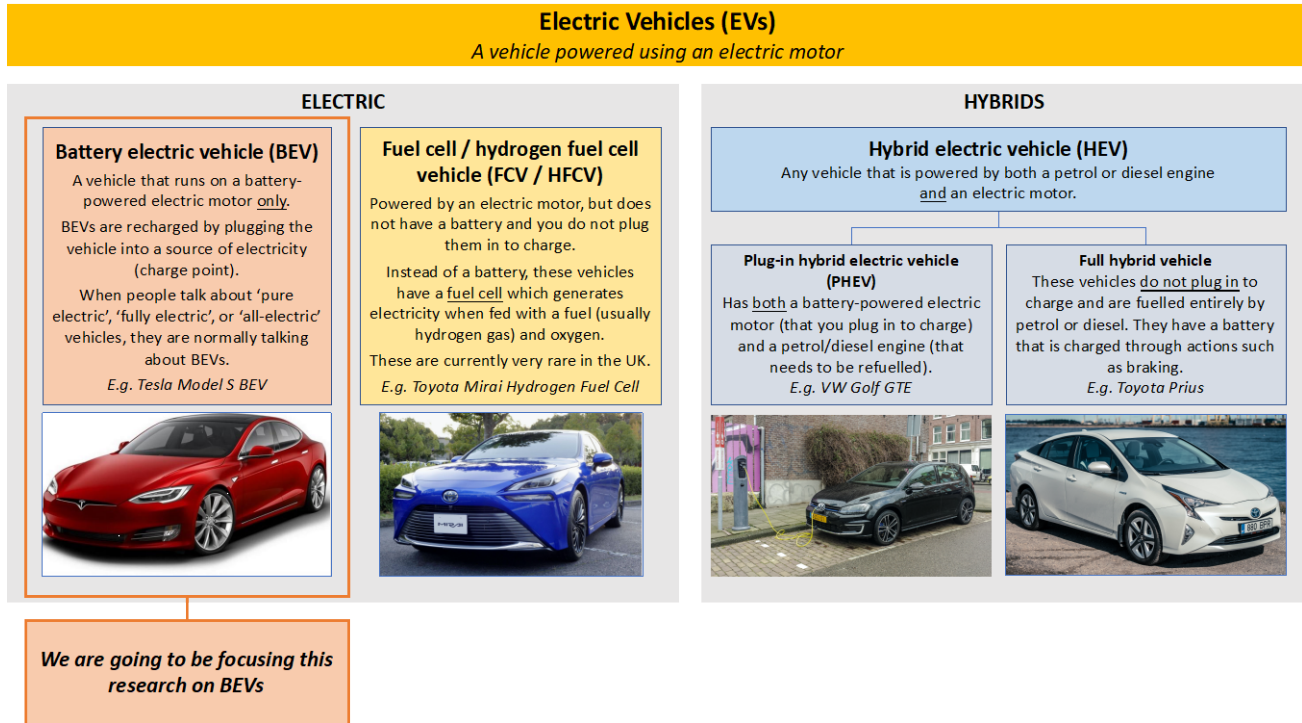 Electric Vehicles (EVs)
A vehicle powered using an electric motor
ELECTRIC
Battery electric vehicle (BEV)
A vehicle that runs on a battery-
powered electric motor only.
BEVs are recharged by plugging the
vehicle into a source of electricity
(charge point).
When people talk about ‘pure
electric’, ‘fully electric’, or ‘all-electric’
vehicles, they are normally talking
about BEVs.
E.g. Tesla Model S BEV
Fuel cell / hydrogen fuel cell
vehicle (FCV / HFCV)
Powered by an electric motor, but does
not have a battery and you do not plug
them in to charge.
Instead of a battery, these vehicles
have a fuel cell which generates
electricity when fed with a fuel (usually
hydrogen gas) and oxygen.
These are currently very rare in the UK.
E.g. Toyota Mirai Hydrogen Fuel Cell
MIRAI
HYBRIDS
Hybrid electric vehicle (HEV)
Any vehicle that is powered by both a petrol or diesel engine
and an electric motor.
Plug-in hybrid electric vehicle
(PHEV)
Has both a battery-powered electric
motor (that you plug in to charge)
and a petrol/diesel engine (that
needs to be refuelled).
E.g. VW Golf GTE
Full hybrid vehicle
These vehicles do not plug in to
charge and are fuelled entirely by
petrol or diesel. They have a battery
that is charged through actions such
as braking.
E.g. Toyota Prius
We are going to be focusing this
research on BEVs